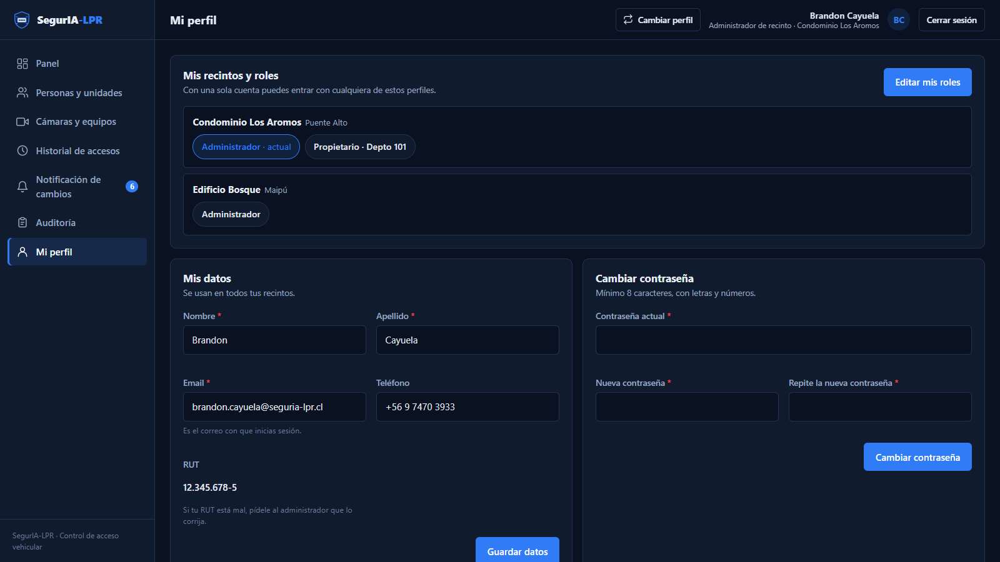 SegurIA-LPR
Mi perfil
Cambiar perfil
Brandon Cayuela
Administrador de recinto · Condominio Los Aromos
BC
Cerrar sesión
Panel
Personas y unidades
Cámaras y equipos
Historial de accesos
Notificación de
cambios
6
Auditoría
Mi perfil
SegurIA-LPR · Control de acceso
vehicular
Mis recintos y roles
Con una sola cuenta puedes entrar con cualquiera de estos perfiles.
Editar mis roles
Condominio Los Aromos Puente Alto
Administrador · actual
Propietario · Depto 101
Edificio Bosque Maipú
Administrador
Mis datos
Se usan en todos tus recintos.
Nombre *
Apellido *
Brandon
Cayuela
Email *
Teléfono
brandon.cayuela@seguria-lpr.cl
+56 9 7470 3933
Es el correo con que inicias sesión.
RUT
12.345.678-5
Si tu RUT está mal, pídele al administrador que lo
corrija.
Guardar datos
Cambiar contraseña
Mínimo 8 caracteres, con letras y números.
Contraseña actual *
Nueva contraseña *
Repite la nueva contraseña *
Cambiar contraseña